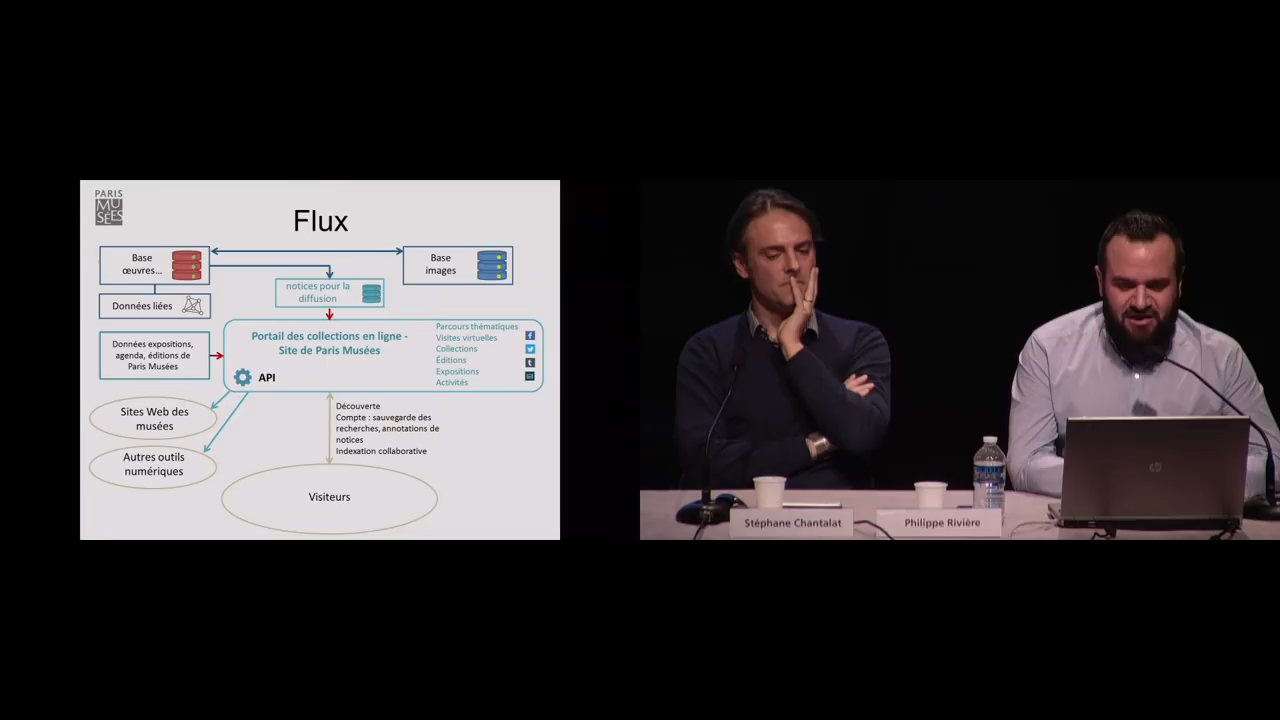 PARIS
MU
SÉES
Flux
Base
œuvres...
Base
images
notices pour la
diffusion
Données liées
Portail des collections en ligne -
Site de Paris Musées
API
Parcours thématiques
Visites virtuelles
Collections
Éditions
Expositions
Activités
Données expositions,
agenda, éditions de
Paris Musées
Sites Web des
musées
Autres outils
numériques
Découverte
Compte : sauvegarde des
recherches, annotations de
notices
Indexation collaborative
Visiteurs
Stéphane Chantalat
Philippe Rivière
hp